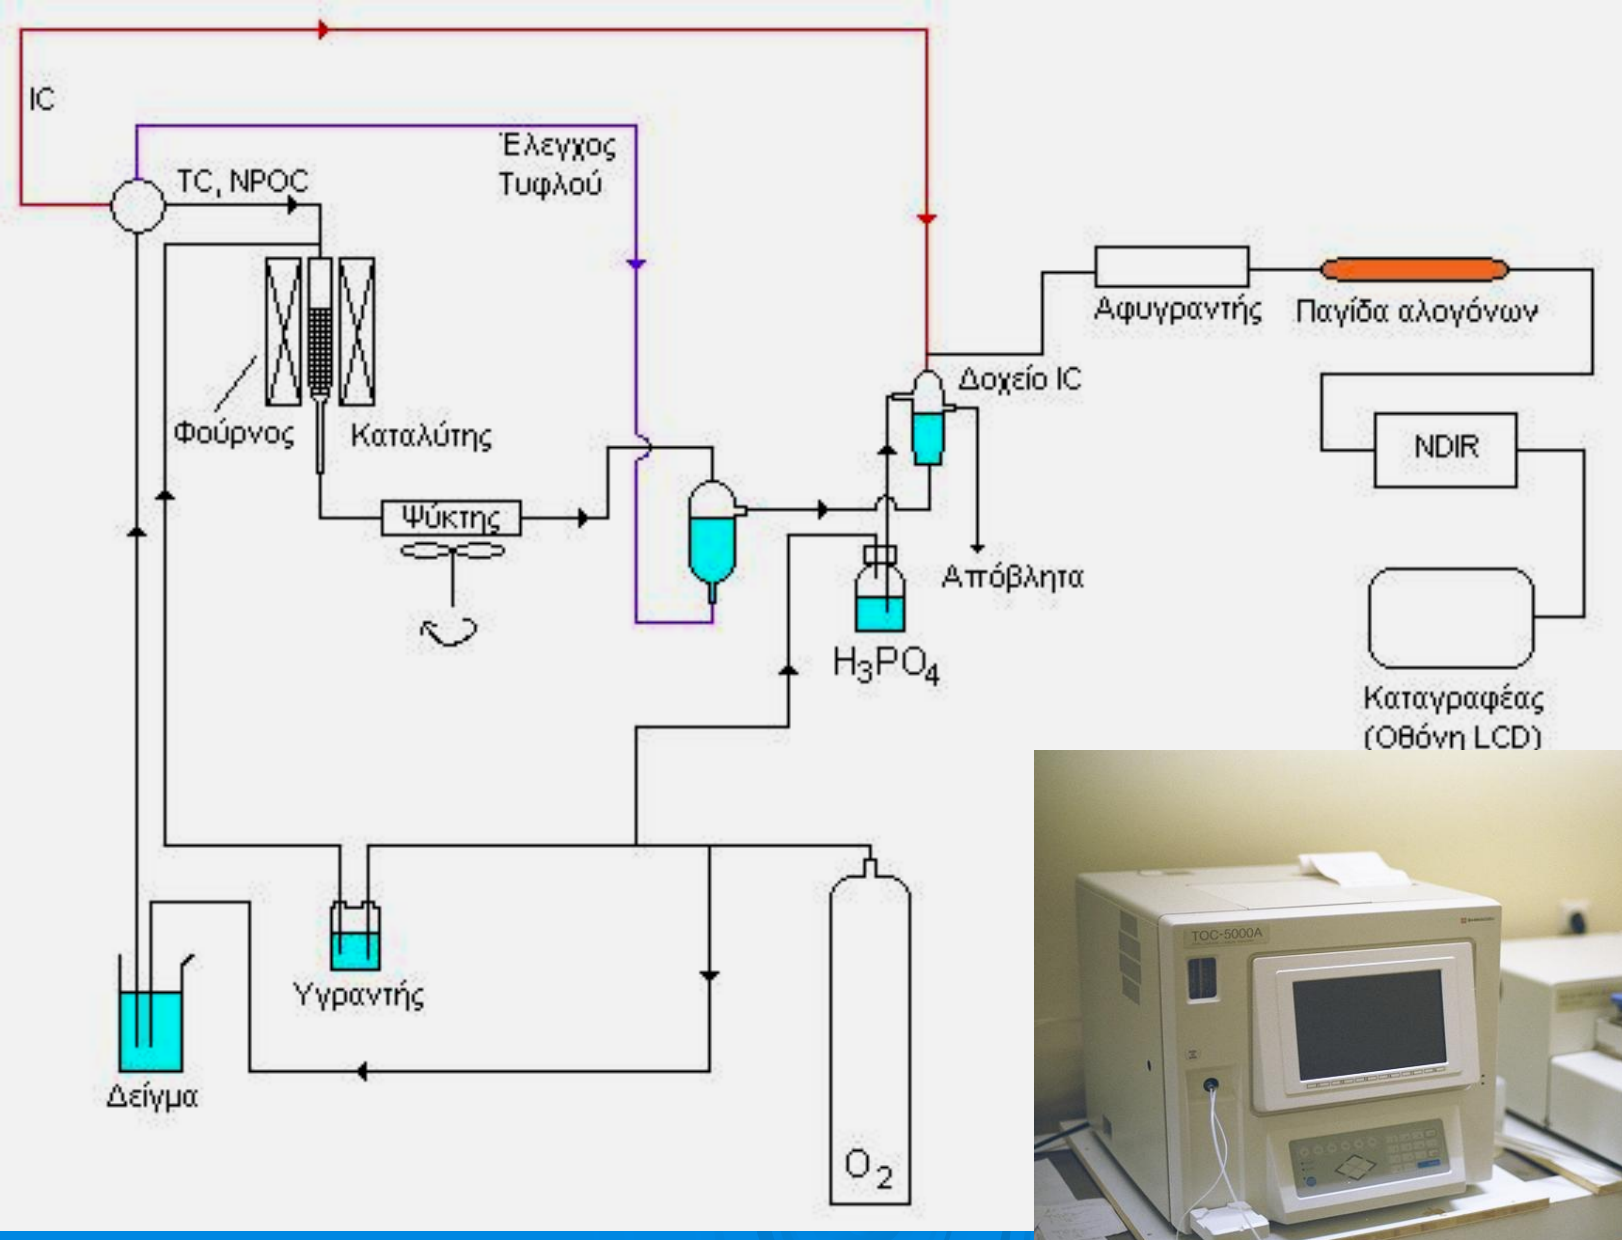 IC
Έλεγχος
Τυφλού
TC, NPOC
Αφυγραντής
Παγίδα αλογόνων
Δοχείο IC
Φούρνος
Καταλύτης
NDIR
Ψύκτης
Απόβλητα
H3PO4
Καταγραφέας
(Οθόνη LCD)
TOC-5000A
Υγραντής
Δείγμα
O2